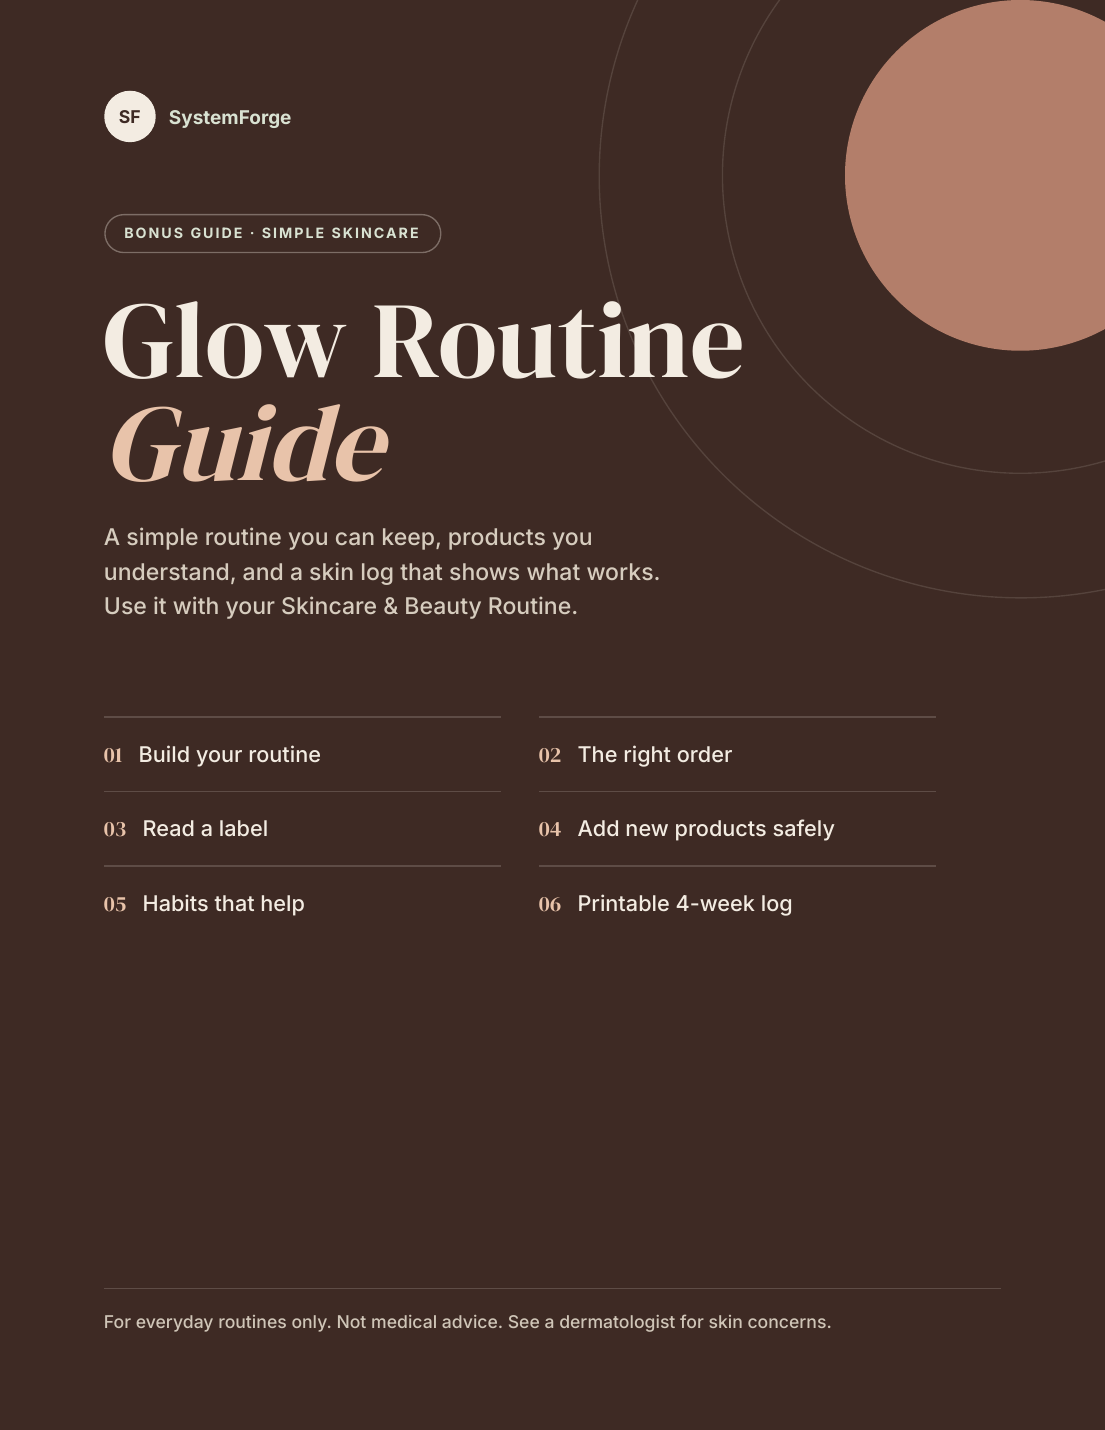 SF
SystemForge
BONUS GUIDE · SIMPLE SKINCARE
Glow Routine
Guide
A simple routine you can keep, products you
understand, and a skin log that shows what works.
Use it with your Skincare & Beauty Routine.
01 Build your routine
02 The right order
03 Read a label
04 Add new products safely
05 Habits that help
06 Printable 4-week log
For everyday routines only. Not medical advice. See a dermatologist for skin concerns.